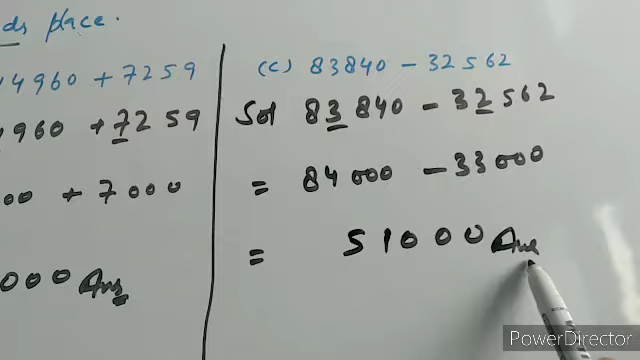 ds place.
4960 + 7259
960 + 7259
00 + 7000
000 Ans
(c) 83840 - 32562
Sol 83840 - 32562
= 84000 - 33000
= 51000 Ans
PowerDirector